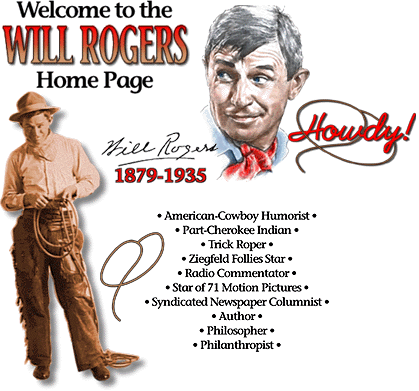 Welcome to the
WILL ROGERS
Home Page
Howdy!
Will Rogers
1879-1935
• American-Cowboy Humorist •
• Part-Cherokee Indian •
• Trick Roper •
• Ziegfeld Follies Star •
• Radio Commentator •
• Star of 71 Motion Pictures •
• Syndicated Newspaper Columnist •
• Author •
• Philosopher •
• Philanthropist •